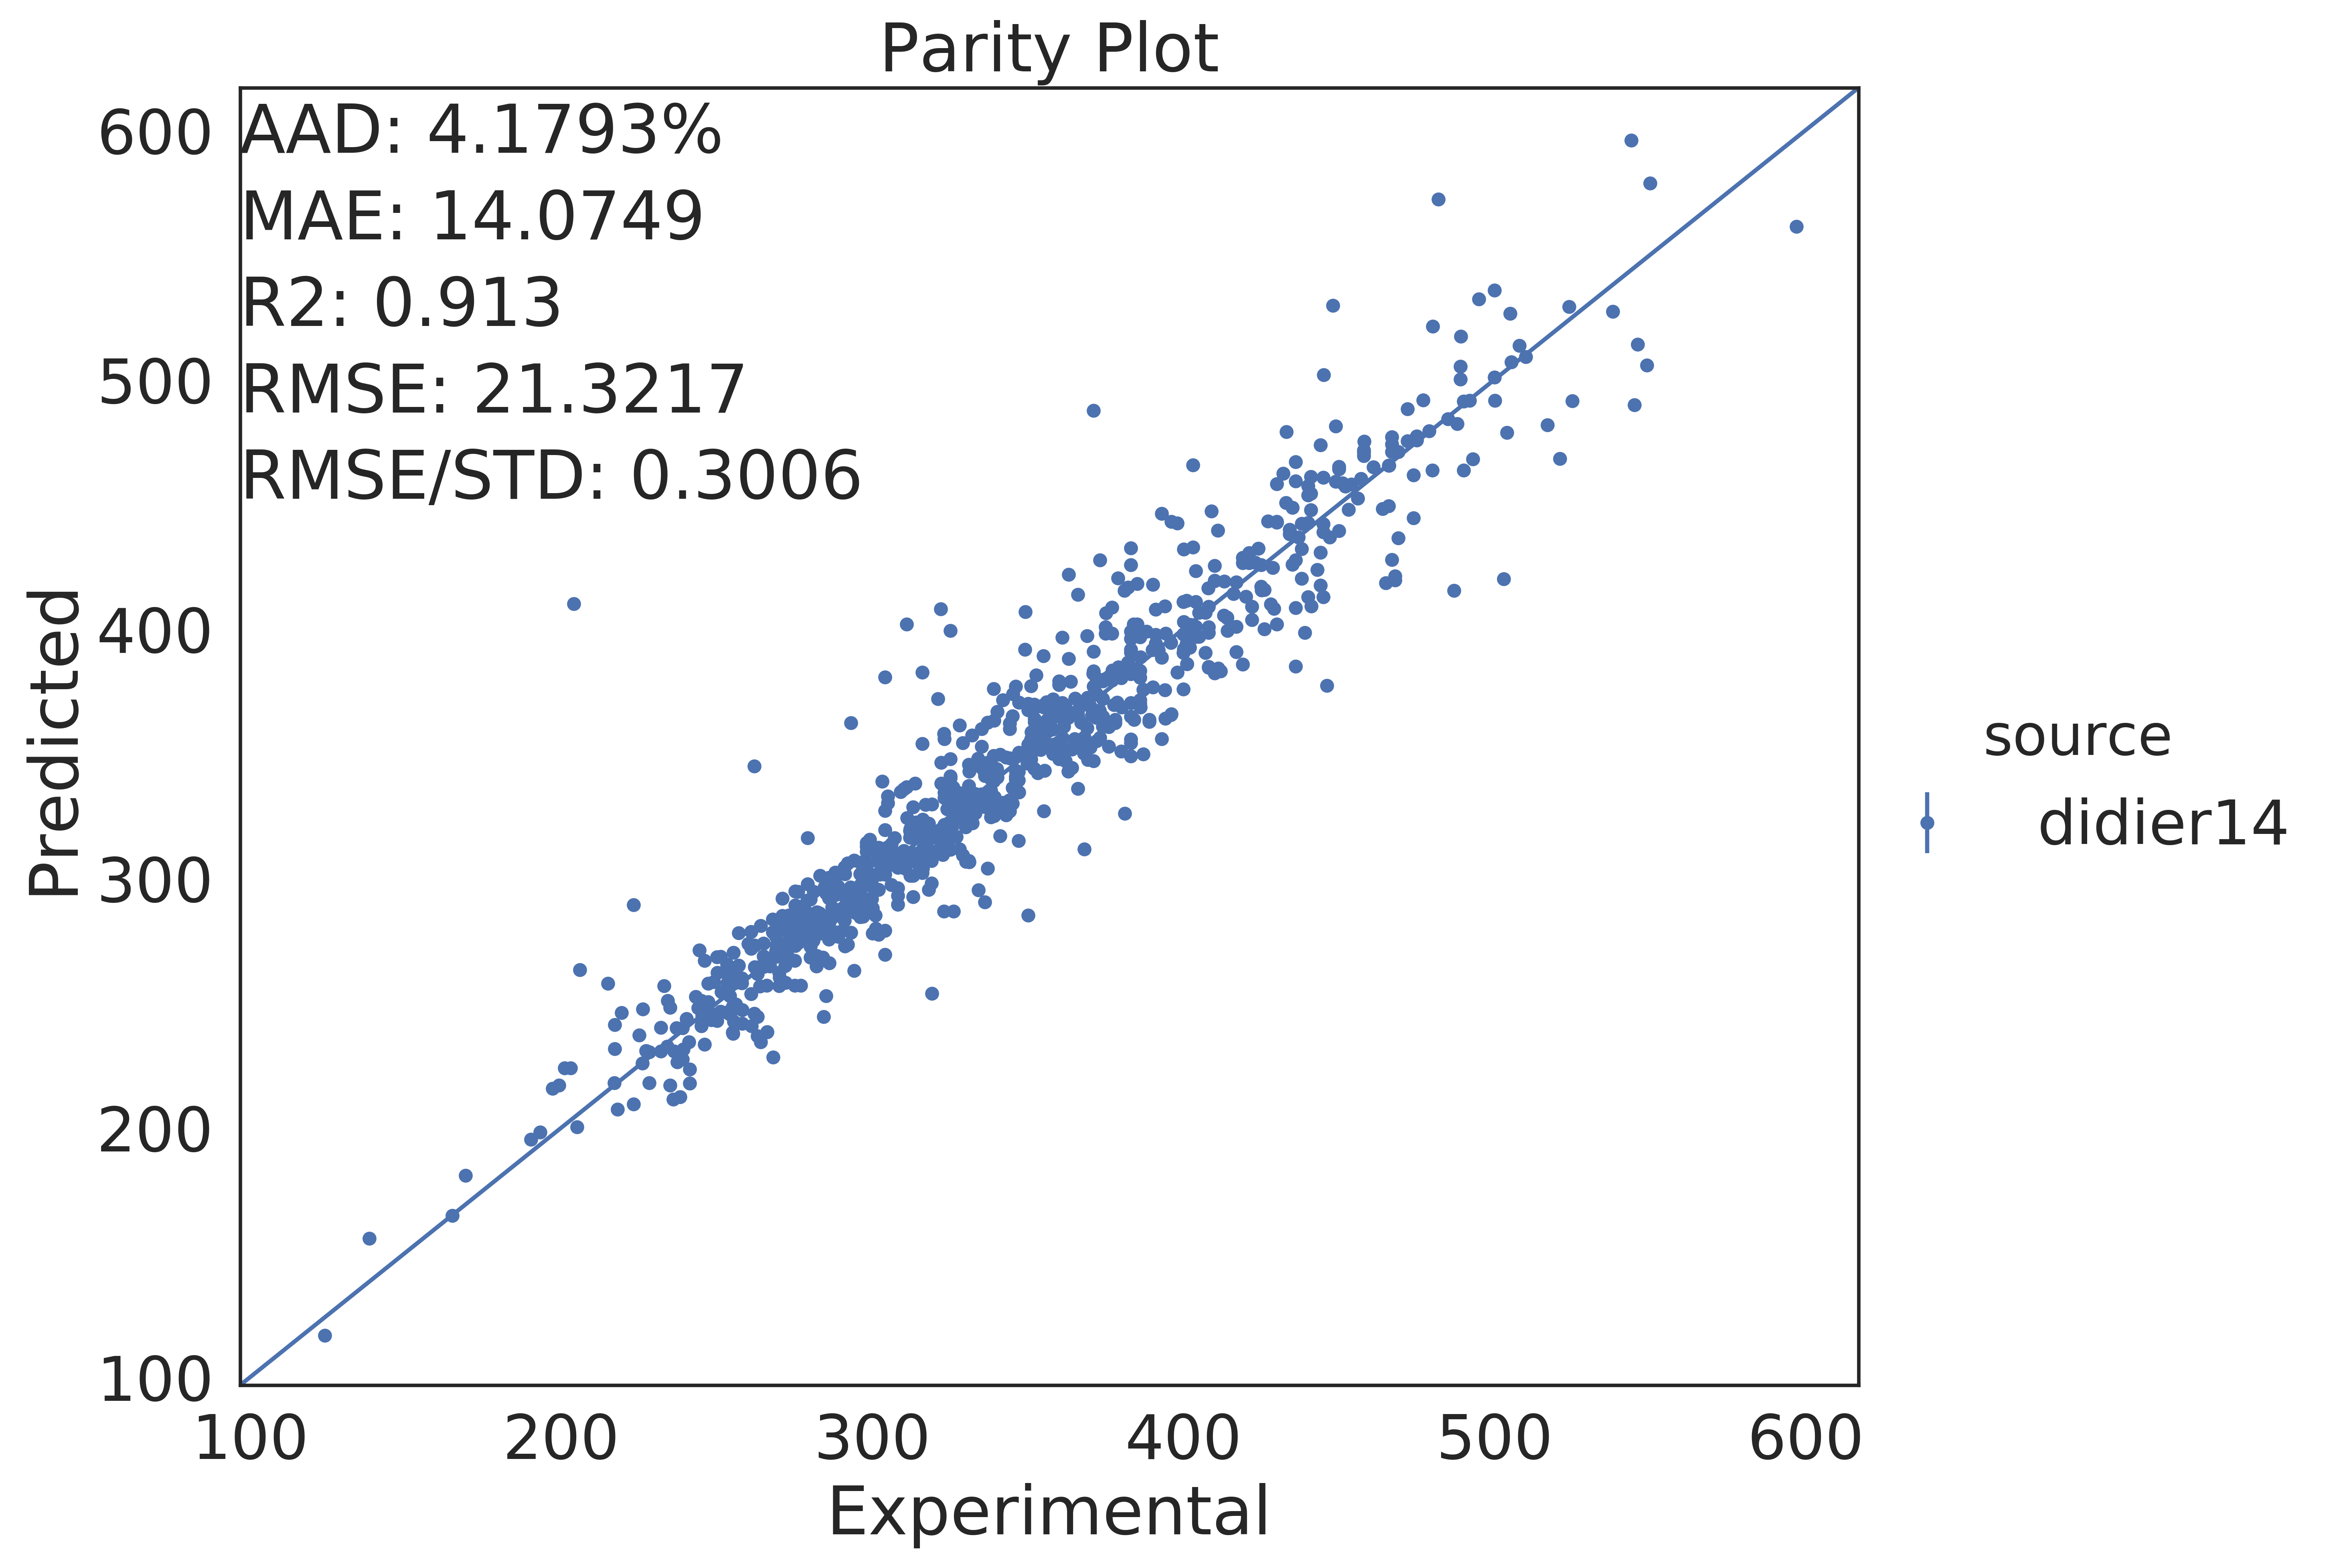 Parity Plot
600
500
400
300
200
100
AAD: 4.1793%
MAE: 14.0749
R2: 0.913
RMSE: 21.3217
RMSE/STD: 0.3006
Predicted
100 200 300 400 500 600
Experimental
source
didier14